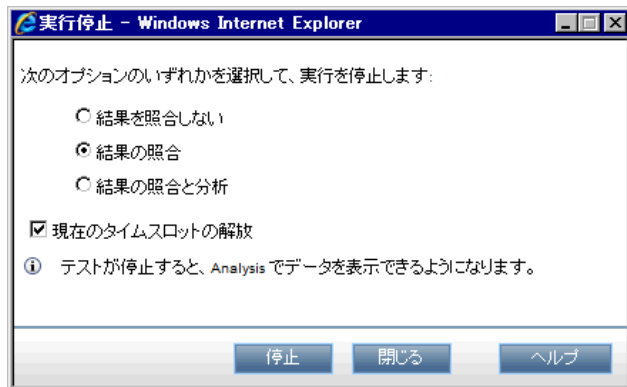 実行停止 - Windows Internet Explorer
次のオプションのいずれかを選択して、実行を停止します:
結果を照合しない
結果の照合
結果の照合と分析
現在のタイムスロットの解放
テストが停止すると、Analysis でデータを表示できるようになります。
停止 閉じる ヘルプ